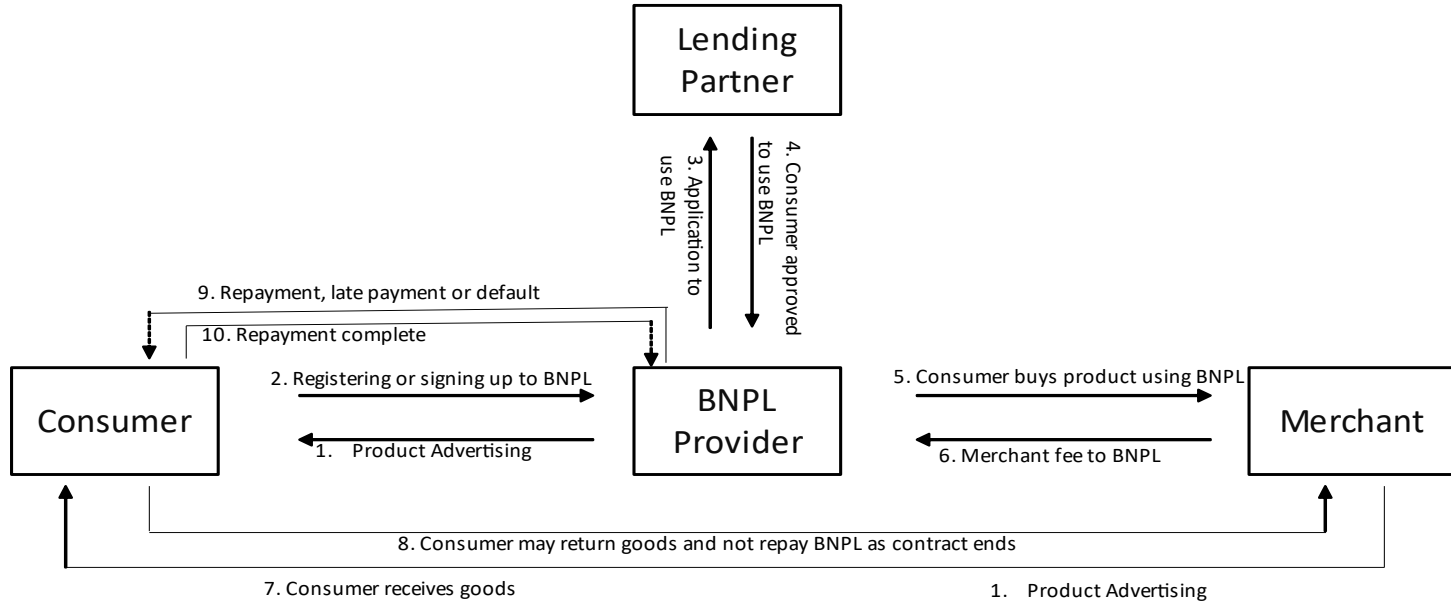 Lending
Partner
3. Application to
use BNPL
4. Consumer approved
to use BNPL
9. Repayment, late payment or default
10. Repayment complete
2. Registering or signing up to BNPL
5. Consumer buys product using BNPL
Consumer
BNPL
Provider
Merchant
1. Product Advertising
6. Merchant fee to BNPL
8. Consumer may return goods and not repay BNPL as contract ends
7. Consumer receives goods
1. Product Advertising